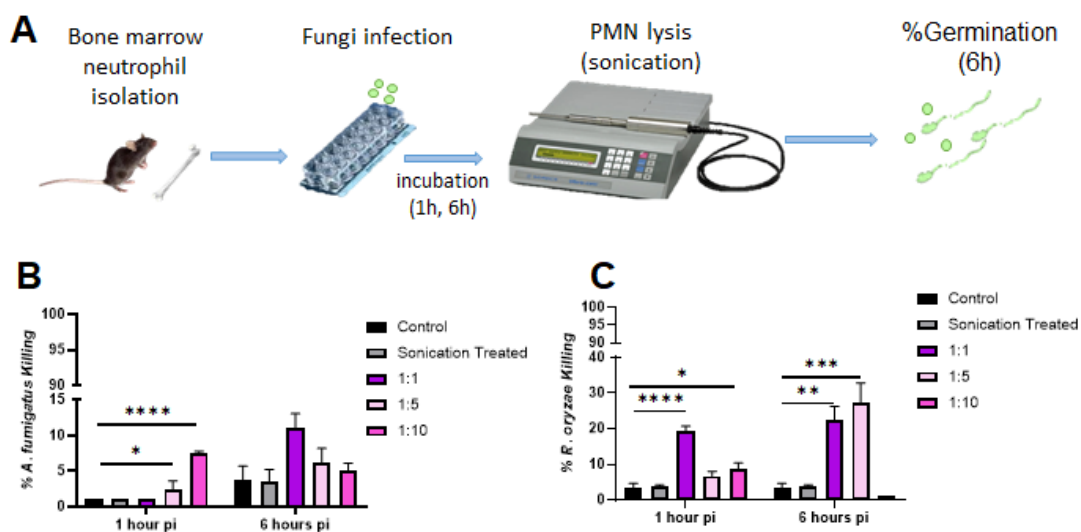 A
Bone marrow
neutrophil
isolation
Fungi infection
incubation
(1h, 6h)
PMN lysis
(sonication)
%Germination
(6h)
B
% A. fumigatus Killing
100
95
90
15
10
5
0
****
*
1 hour pi
6 hours pi
Control
Sonication Treated
1:1
1:5
1:10
C
% R. oryzae Killing
100
95
90
40
30
20
10
0
*
****
***
**
1 hour pi
6 hours pi
Control
Sonication Treated
1:1
1:5
1:10